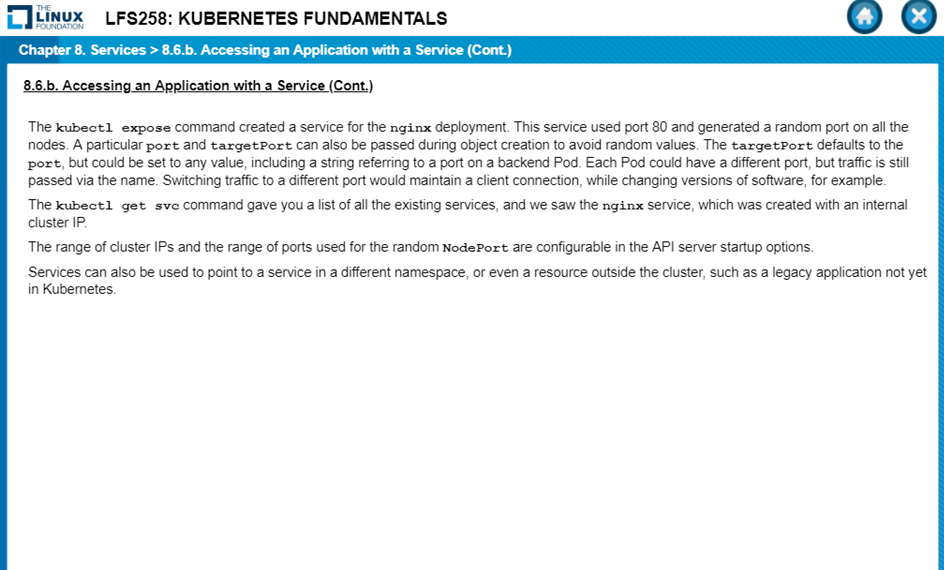 THE
LINUX
FOUNDATION
LFS258: KUBERNETES FUNDAMENTALS
Chapter 8. Services > 8.6.b. Accessing an Application with a Service (Cont.)
8.6.b. Accessing an Application with a Service (Cont.)
The kubectl expose command created a service for the nginx deployment. This service used port 80 and generated a random port on all the
nodes. A particular port and targetPort can also be passed during object creation to avoid random values. The targetPort defaults to the
port, but could be set to any value, including a string referring to a port on a backend Pod. Each Pod could have a different port, but traffic is still
passed via the name. Switching traffic to a different port would maintain a client connection, while changing versions of software, for example.
The kubectl get svc command gave you a list of all the existing services, and we saw the nginx service, which was created with an internal
cluster IP.
The range of cluster IPs and the range of ports used for the random NodePort are configurable in the API server startup options.
Services can also be used to point to a service in a different namespace, or even a resource outside the cluster, such as a legacy application not yet
in Kubernetes.